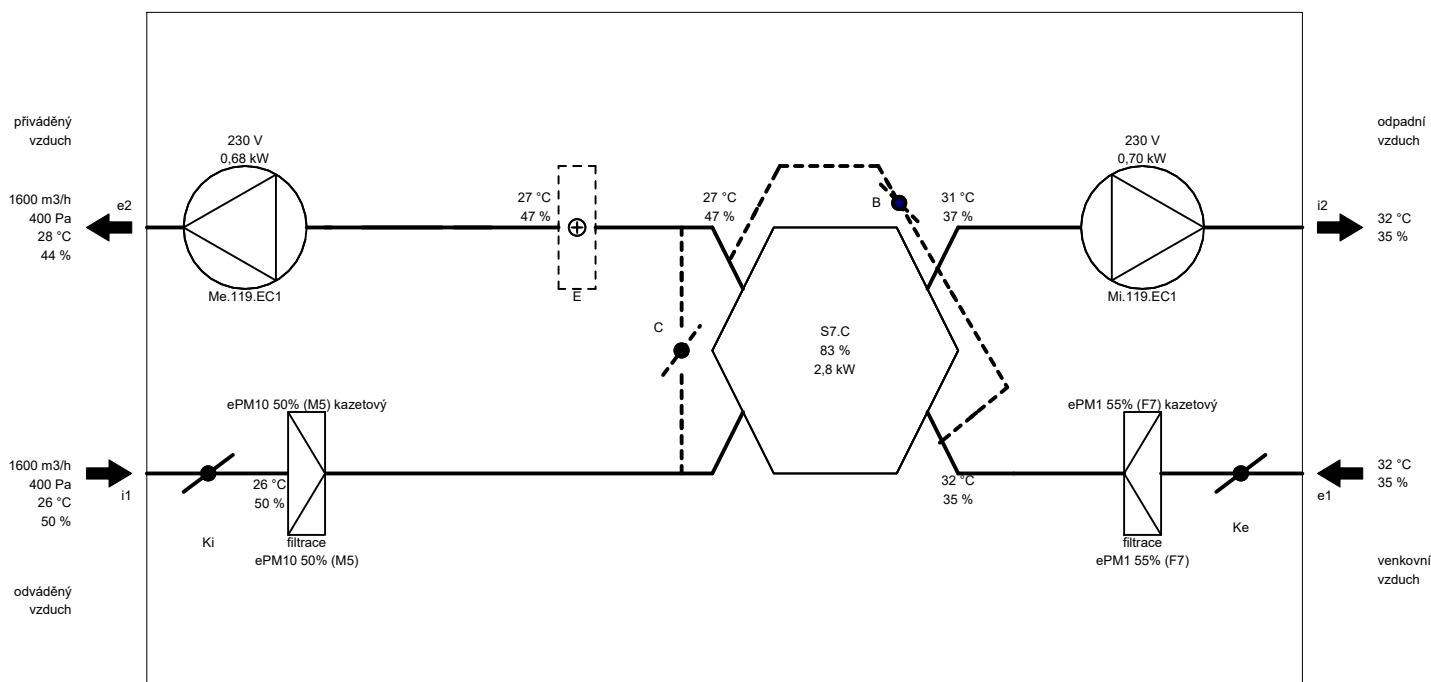 přiváděný
vzduch
230 V
0,68 kW
230 V
0,70 kW
odpadní
vzduch
1600 m3/h
400 Pa
28 °C
44 %
e2
27 °C
47 %
27 °C
47 %
B
31 °C
37 %
i2
32 °C
35 %
Me.119.EC1
E
Mi.119.EC1
C
S7.C
83 %
2,8 kW
ePM10 50% (M5) kazetový
ePM1 55% (F7) kazetový
1600 m3/h
400 Pa
26 °C
50 %
i1
26 °C
50 %
32 °C
35 %
e1
32 °C
35 %
Ki
filtrace
ePM10 50% (M5)
filtrace
ePM1 55% (F7)
Ke
odváděný
vzduch
venkovní
vzduch